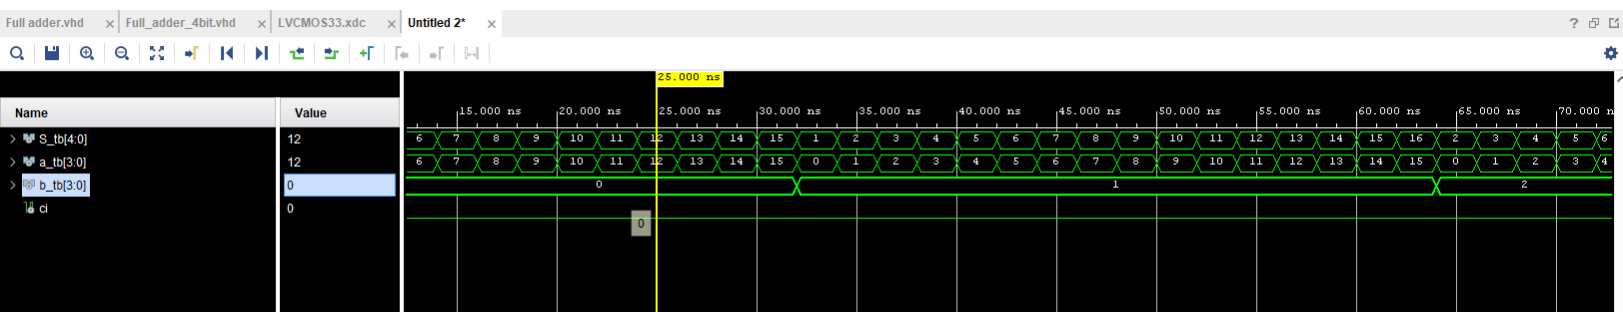 Full adder.vhd × Full_adder_4bit.vhd × LVCMOS33.xdc × Untitled 2* × ?
25.000 ns
Name Value
15.000 ns 20.000 ns 25.000 ns 30.000 ns 35.000 ns 40.000 ns 45.000 ns 50.000 ns 55.000 ns 60.000 ns 65.000 ns 70.000 n
S_tb[4:0] 12 6 7 8 9 10 11 12 13 14 15 1 2 3 4 5 6 7 8 9 10 11 12 13 14 15 16 2 3 4 5 6
a_tb[3:0] 12 6 7 8 9 10 11 12 13 14 15 0 1 2 3 4 5 6 7 8 9 10 11 12 13 14 15 0 1 2 3 4
b_tb[3:0] 0 0 1 2
ci 0
0